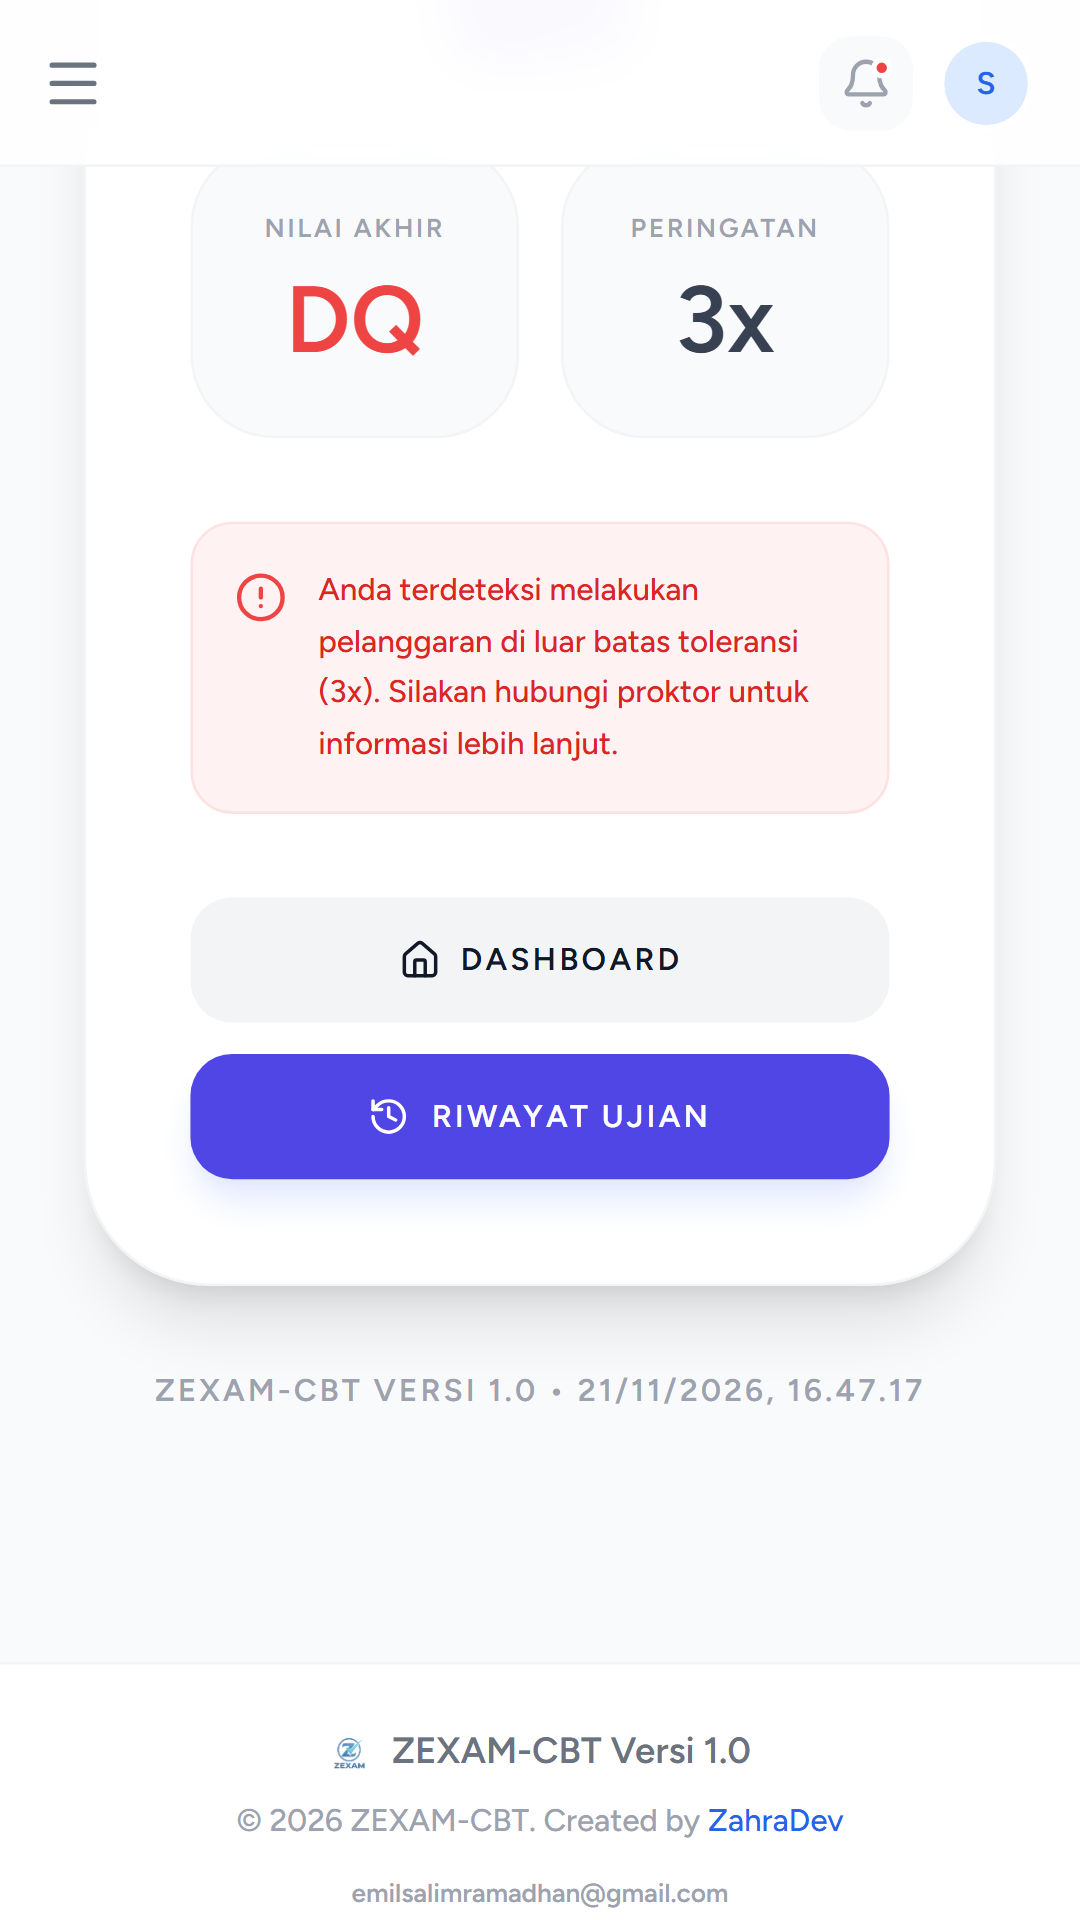 S
NILAI AKHIR
DQ
PERINGATAN
3x
Anda terdeteksi melakukan
pelanggaran di luar batas toleransi
(3x). Silakan hubungi proktor untuk
informasi lebih lanjut.
DASHBOARD
RIWAYAT UJIAN
ZEXAM-CBT VERSI 1.0 • 21/11/2026, 16.47.17
ZEXAM
ZEXAM-CBT Versi 1.0
© 2026 ZEXAM-CBT. Created by ZahraDev
emilsalimramadhan@gmail.com